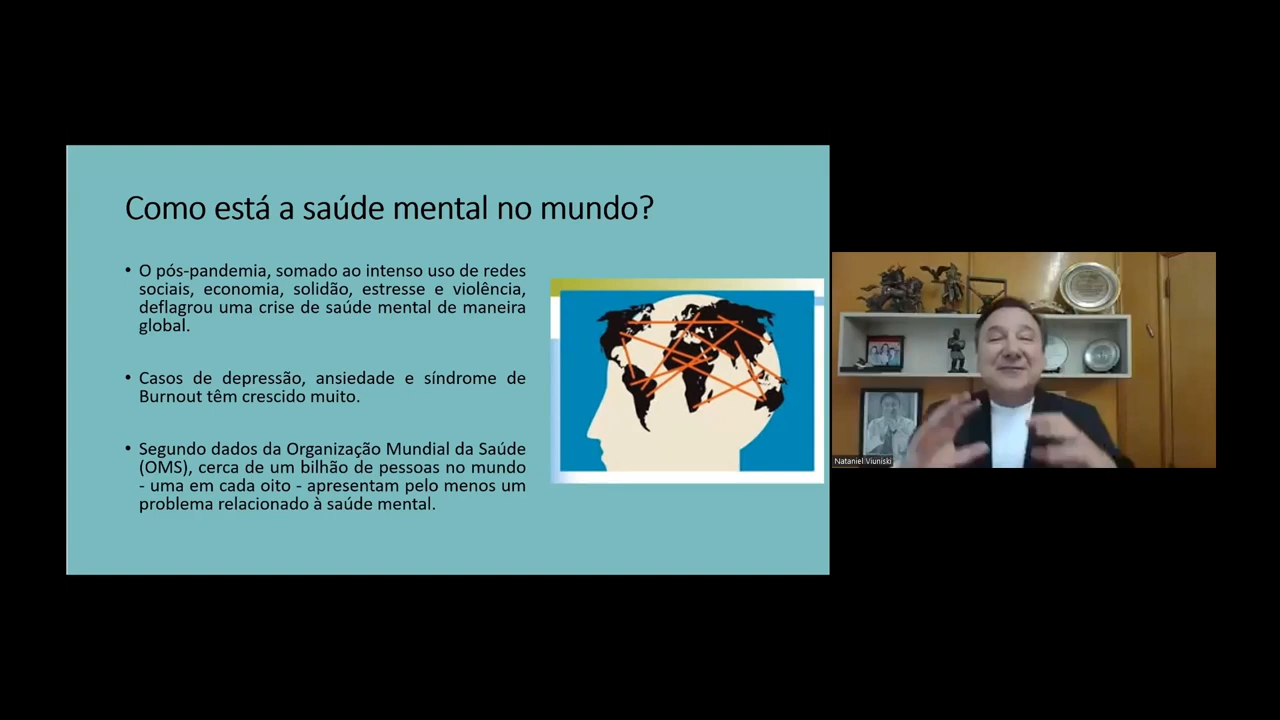 Como está a saúde mental no mundo?
• O pós-pandemia, somado ao intenso uso de redes
sociais, economia, solidão, estresse e violência,
deflagrou uma crise de saúde mental de maneira
global.
• Casos de depressão, ansiedade e síndrome de
Burnout têm crescido muito.
• Segundo dados da Organização Mundial da Saúde
(OMS), cerca de um bilhão de pessoas no mundo
- uma em cada oito - apresentam pelo menos um
problema relacionado à saúde mental.
Nataniel Viuniski